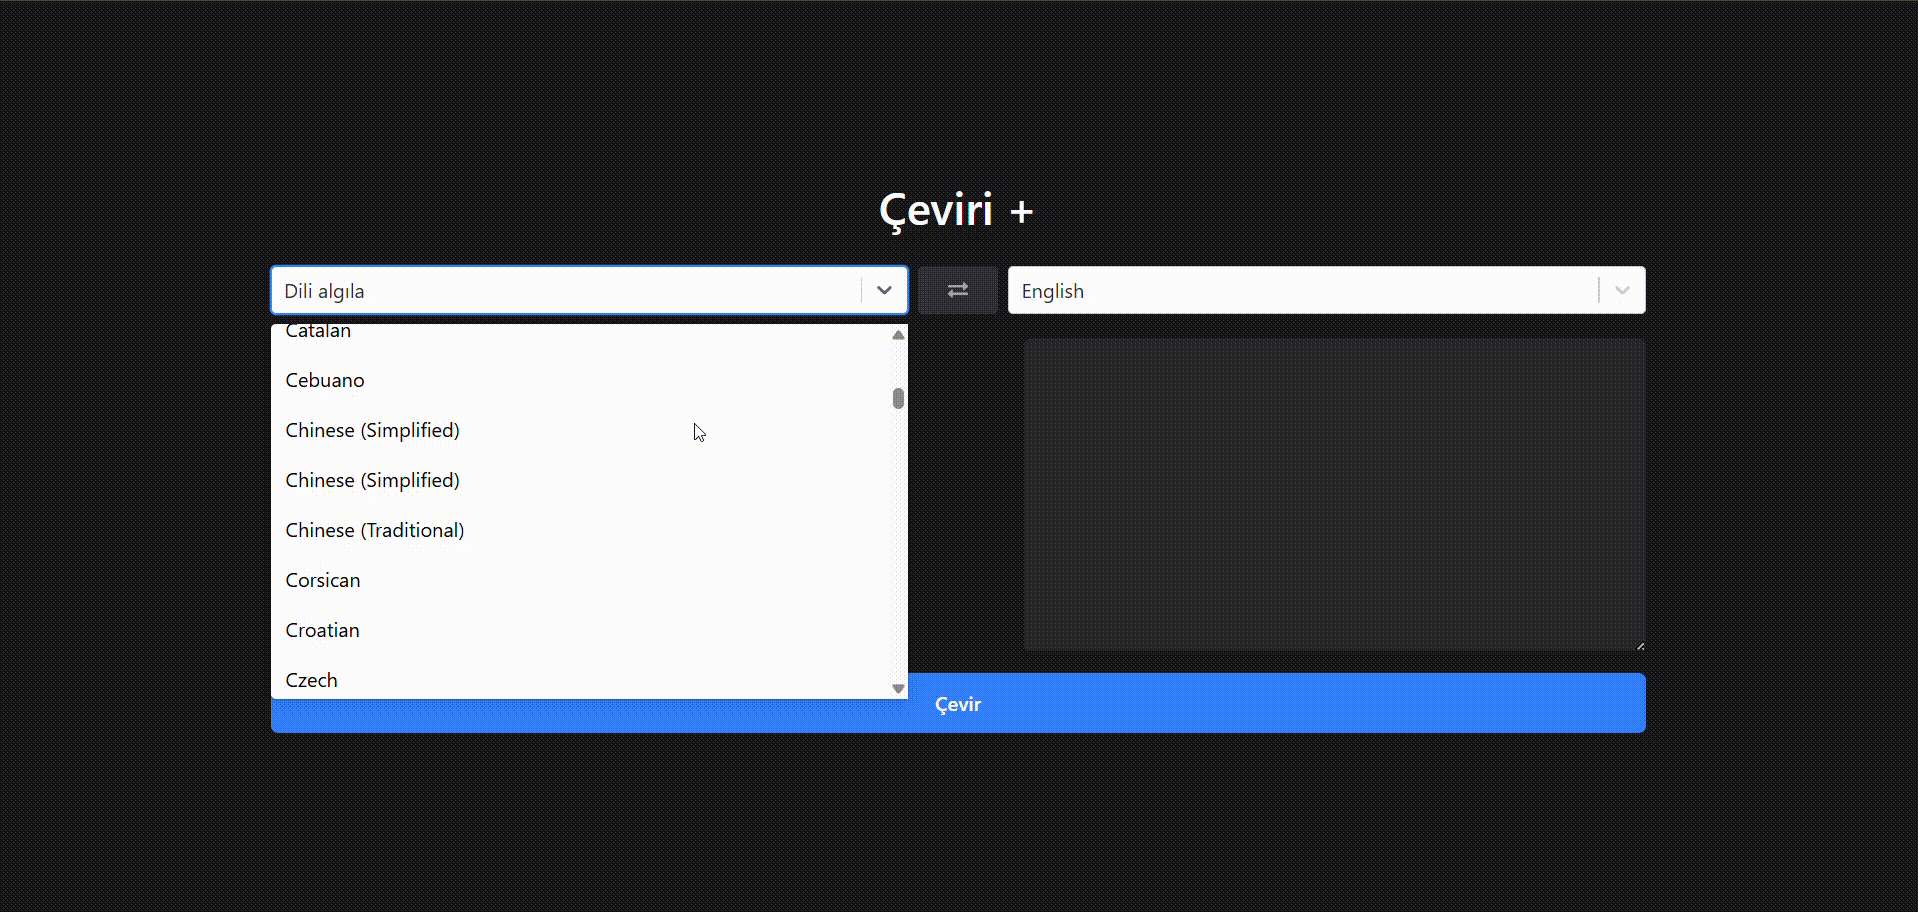 Çeviri +
Dili algıla
English
Catalan
Cebuano
Chinese (Simplified)
Chinese (Simplified)
Chinese (Traditional)
Corsican
Croatian
Czech
Çevir